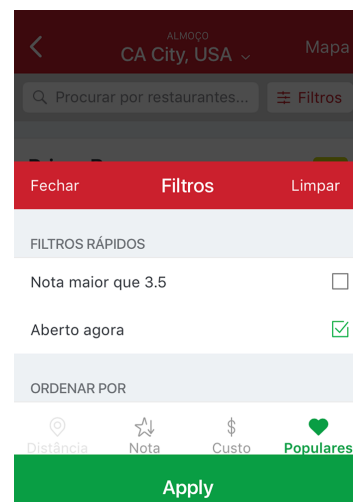 ALMOÇO
CA City, USA
Mapa
Procurar por restaurantes...
Filtros
Fechar
Filtros
Limpar
FILTROS RÁPIDOS
Nota maior que 3.5
Aberto agora
ORDENAR POR
Distância
Nota
Custo
Populares
Apply